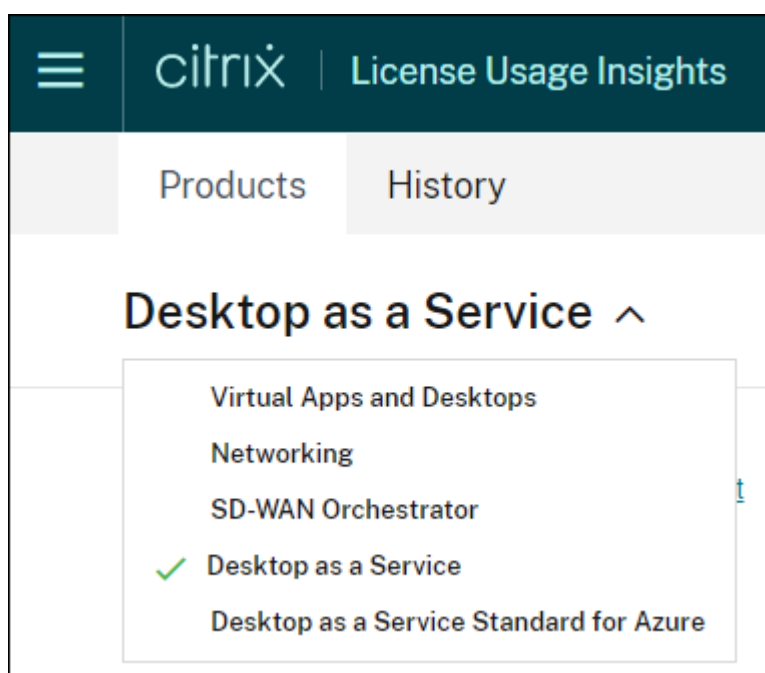 citrix | License Usage Insights
Products History
Desktop as a Service
Virtual Apps and Desktops
Networking
SD-WAN Orchestrator
t
Desktop as a Service
Desktop as a Service Standard for Azure